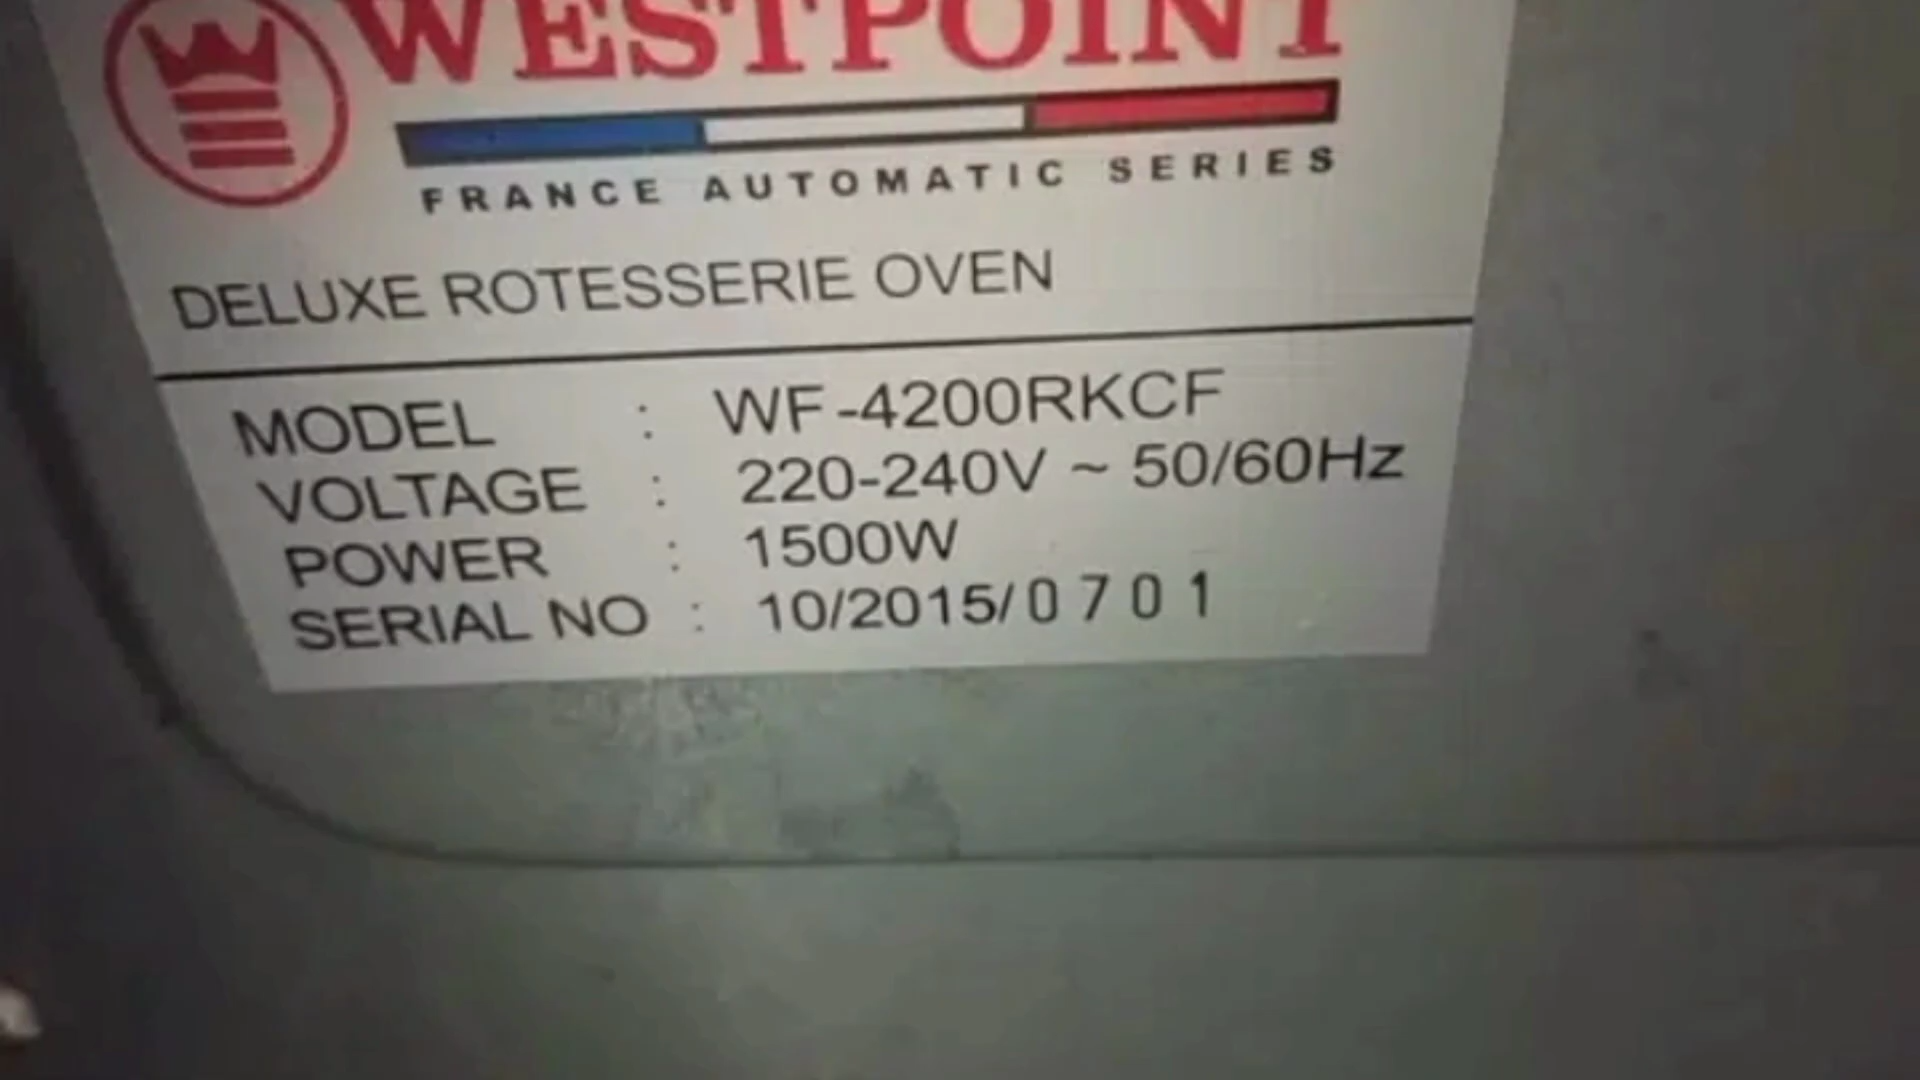 WESTPOINT
FRANCE AUTOMATIC SERIES
DELUXE ROTESSERIE OVEN
MODEL : WF-4200RKCF
VOLTAGE : 220-240V ~ 50/60Hz
POWER : 1500W
SERIAL NO : 10/2015/0701